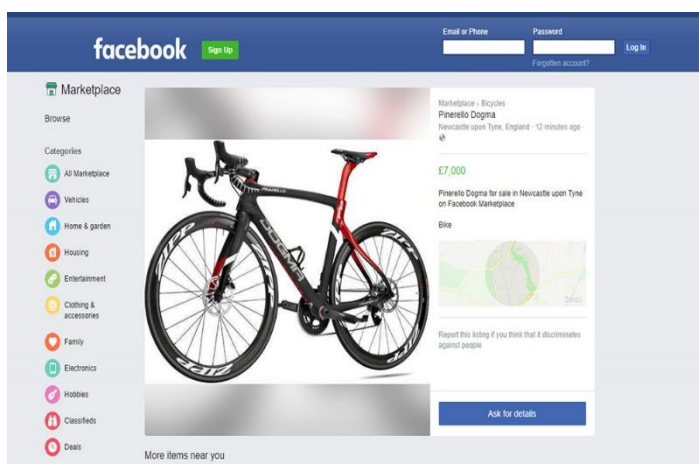 facebook
Sign Up
Email or Phone
Password
Log In
Forgotten account?
Marketplace
Browse
Categories
All Marketplace
Vehicles
Home & garden
Housing
Entertainment
Clothing &
accessories
Family
Electronics
Hobbies
Classifieds
Deals
PINARELLO
DOGMA
ZIPP
ZIPP
ZIPP
ZIPP
Marketplace › Bicycles
Pinerello Dogma
Newcastle upon Tyne, England · 12 minutes ago ·
£7,000
Pinerello Dogma for sale in Newcastle upon Tyne
on Facebook Marketplace
Bike
Report this listing if you think that it discriminates
against people
Ask for details
More items near you